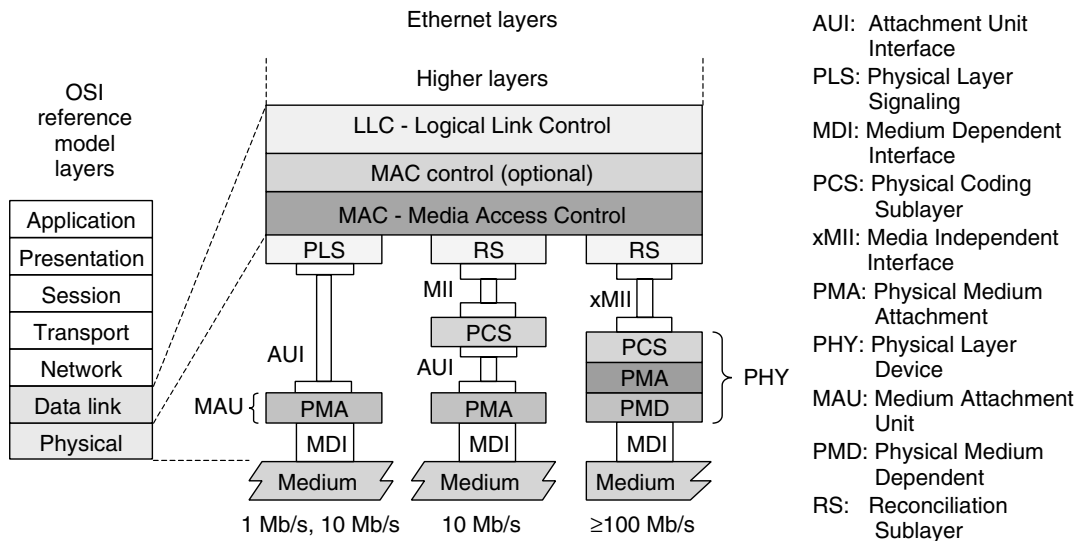 Ethernet layers
Higher layers
OSI
reference
model
layers
Application
Presentation
Session
Transport
Network
Data link
Physical
LLC - Logical Link Control
MAC control (optional)
MAC - Media Access Control
PLS
AUI
MAU
PMA
MDI
Medium
1 Mb/s, 10 Mb/s
RS
MII
PCS
AUI
PMA
MDI
Medium
10 Mb/s
RS
xMII
PCS
PMA
PMD
PHY
MDI
Medium
≥100 Mb/s
AUI: Attachment Unit
Interface
PLS: Physical Layer
Signaling
MDI: Medium Dependent
Interface
PCS: Physical Coding
Sublayer
xMII: Media Independent
Interface
PMA: Physical Medium
Attachment
PHY: Physical Layer
Device
MAU: Medium Attachment
Unit
PMD: Physical Medium
Dependent
RS: Reconciliation
Sublayer